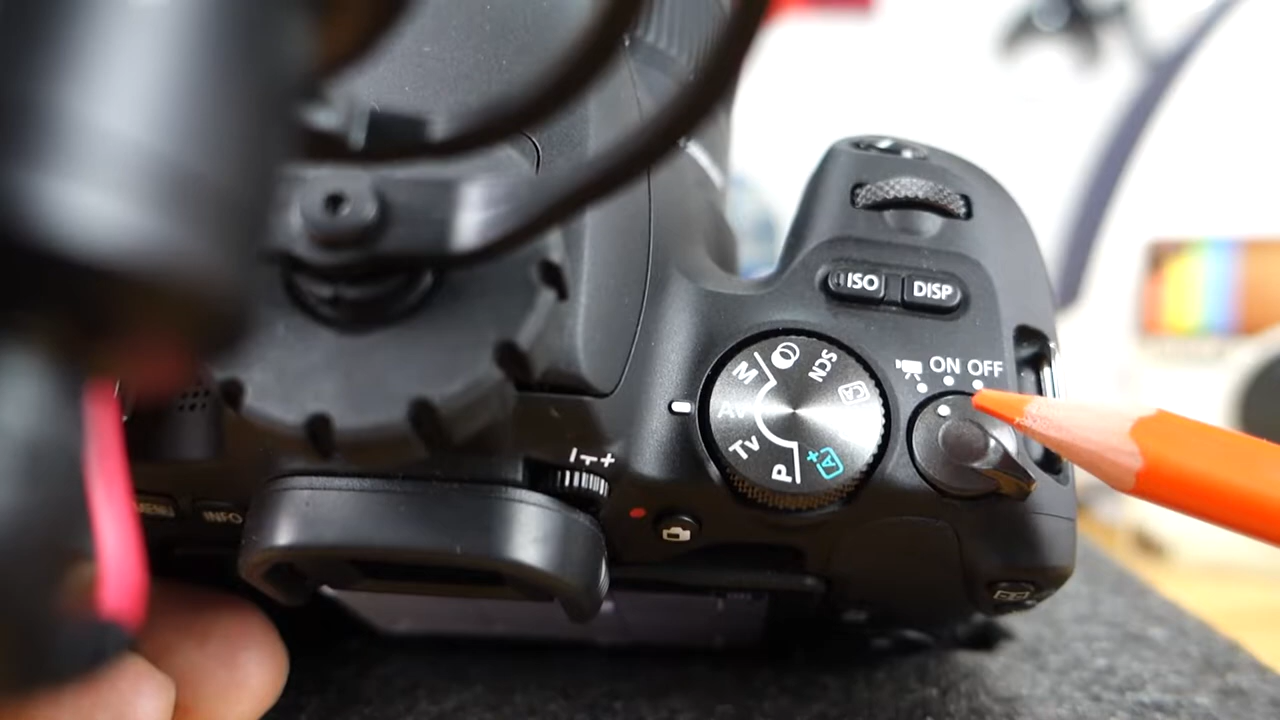 ISO DISP
ON OFF
M
Av
Tv
P
SCN
A+
MENU INFO